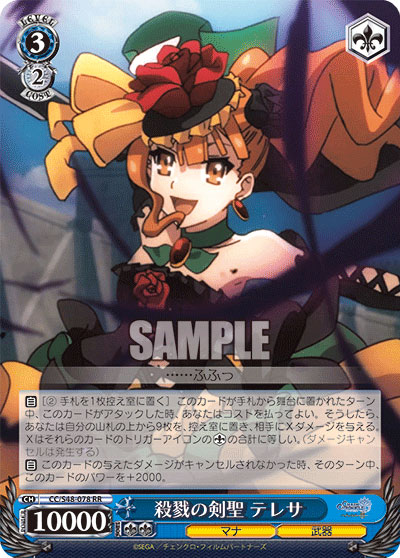 LEVEL
3
2
COST
SAMPLE
……ふふっ
【自】[② 手札を1枚控え室に置く] このカードが手札から舞台に置かれたターン
中、このカードがアタックした時、あなたはコストを払ってよい。そうしたら、
あなたは自分の山札の上から9枚を、控え室に置き、相手にXダメージを与える。
Xはそれらのカードのトリガーアイコンの の合計に等しい。(ダメージキャンセル
は発生する)
【自】このカードの与えたダメージがキャンセルされなかった時、そのターン中、
このカードのパワーを+2000。
CH CC/S48-078 RR
10000
殺戮の剣聖 テレサ
マナ 武器
©SEGA /チェンクロ・フィルムパートナーズ